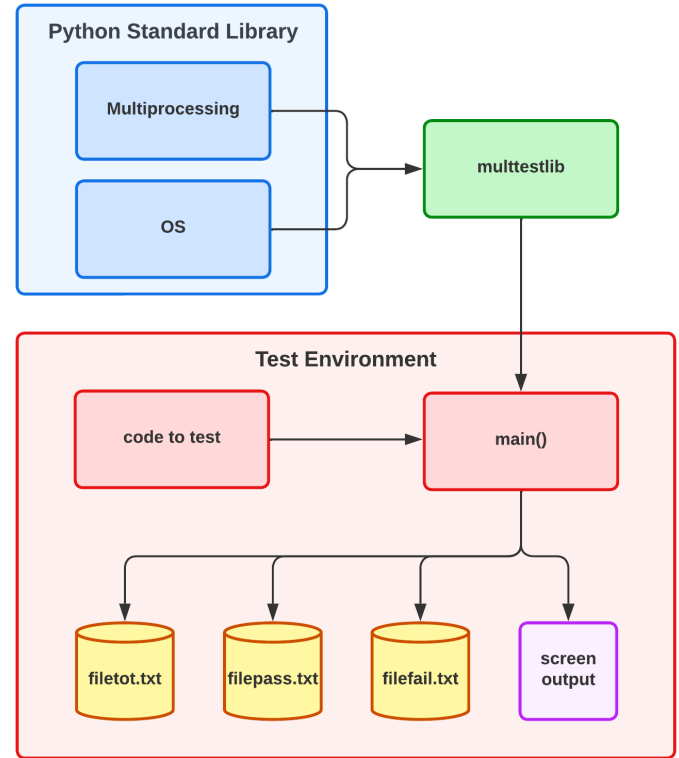 Python Standard Library
Multiprocessing
OS
multtestlib
Test Environment
code to test
main()
filetot.txt
filepass.txt
filefail.txt
screen
output